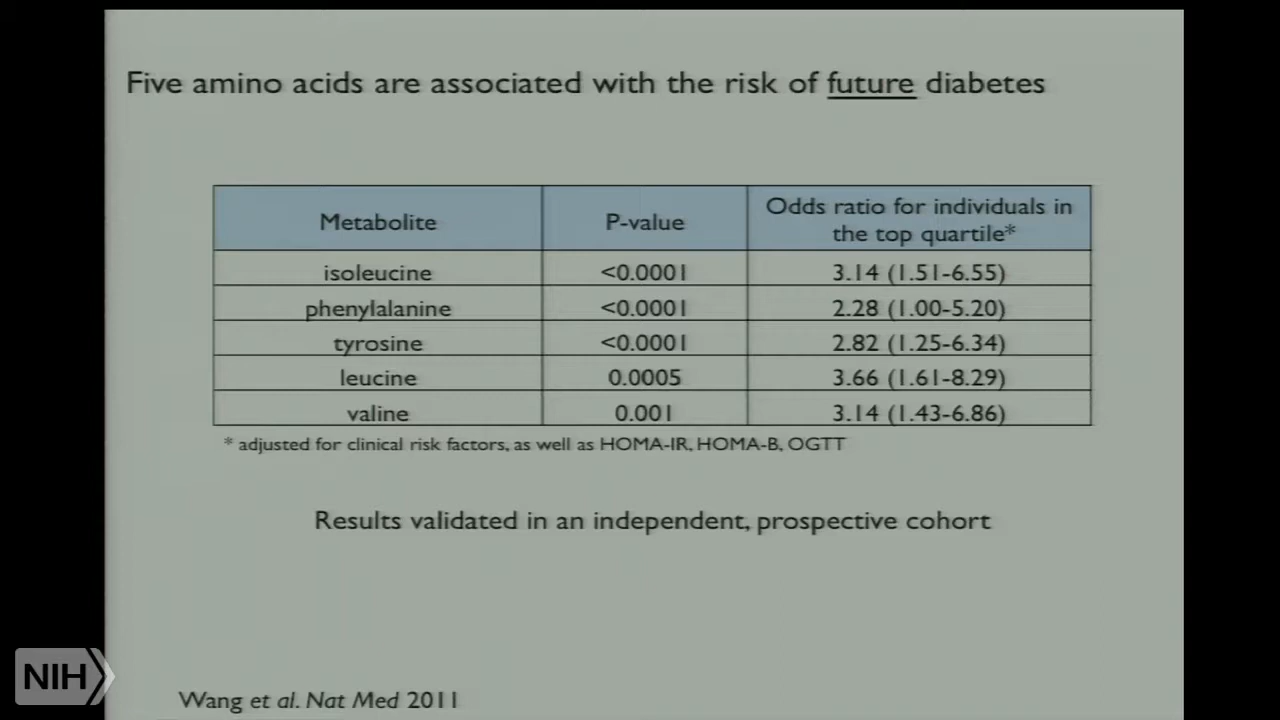 Five amino acids are associated with the risk of future diabetes
Metabolite P-value Odds ratio for individuals in the top quartile*
isoleucine <0.0001 3.14 (1.51-6.55)
phenylalanine <0.0001 2.28 (1.00-5.20)
tyrosine <0.0001 2.82 (1.25-6.34)
leucine 0.0005 3.66 (1.61-8.29)
valine 0.001 3.14 (1.43-6.86)
* adjusted for clinical risk factors, as well as HOMA-IR, HOMA-B, OGTT
Results validated in an independent, prospective cohort
NIH
Wang et al. Nat Med 2011